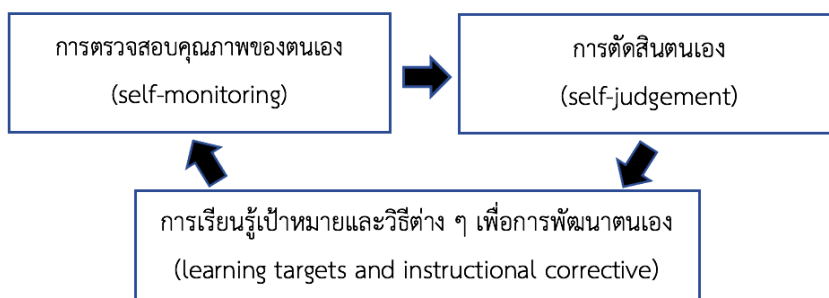 การตรวจสอบคุณภาพของตนเอง
(self-monitoring)
การตัดสินตนเอง
(self-judgement)
การเรียนรู้เป้าหมายและวิธีต่าง ๆ เพื่อการพัฒนาตนเอง
(learning targets and instructional corrective)